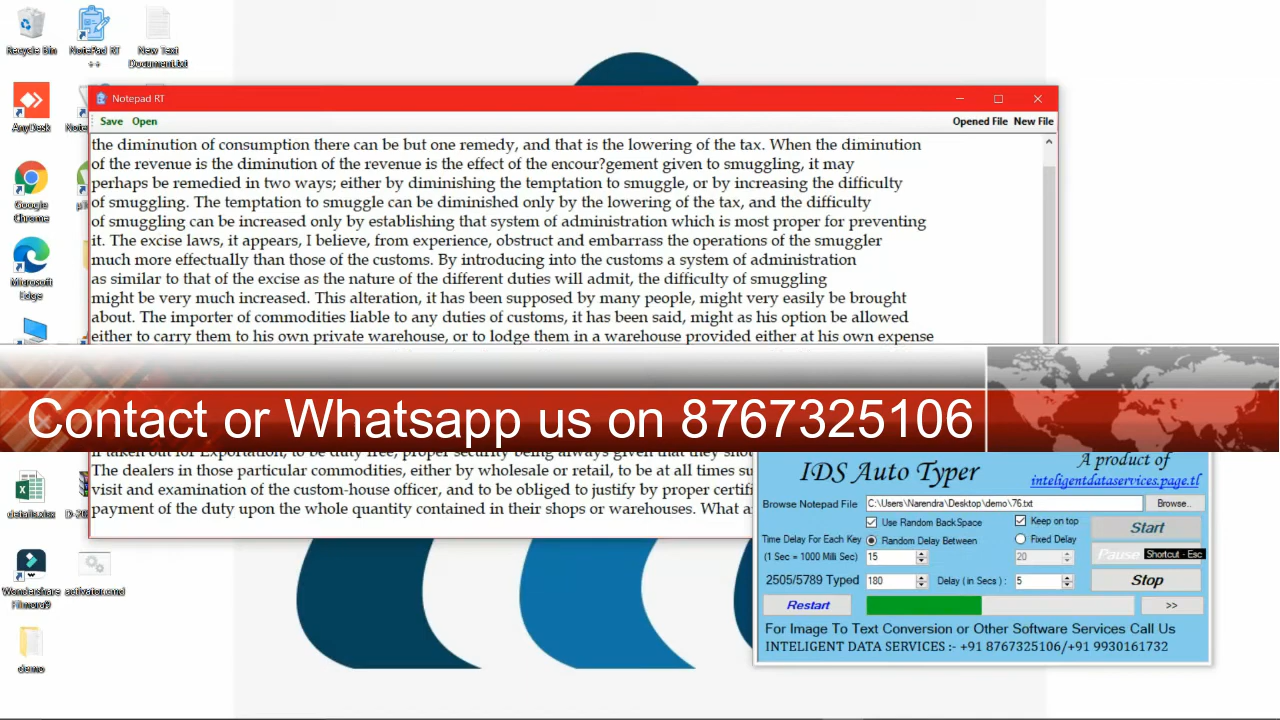 Recycle Bin
NotePad RT
++
New Text
Document.txt
AnyDesk
Google
Chrome
Microsoft
Edge
details.xlsx
Wondershare
Filmora9
activator.cmd
demo
Notepad RT
Save Open
Opened File New File
the diminution of consumption there can be but one remedy, and that is the lowering of the tax. When the diminution
of the revenue is the diminution of the revenue is the effect of the encour?gement given to smuggling, it may
perhaps be remedied in two ways; either by diminishing the temptation to smuggle, or by increasing the difficulty
of smuggling. The temptation to smuggle can be diminished only by the lowering of the tax, and the difficulty
of smuggling can be increased only by establishing that system of administration which is most proper for preventing
it. The excise laws, it appears, I believe, from experience, obstruct and embarrass the operations of the smuggler
much more effectually than those of the customs. By introducing into the customs a system of administration
as similar to that of the excise as the nature of the different duties will admit, the difficulty of smuggling
might be very much increased. This alteration, it has been supposed by many people, might very easily be brought
about. The importer of commodities liable to any duties of customs, it has been said, might as his option be allowed
either to carry them to his own private warehouse, or to lodge them in a warehouse provided either at his own expense
Contact or Whatsapp us on 8767325106
if taken out for Exporation, to be duty free, proper security being always given that they
The dealers in those particular commodities, either by wholesale or retail, to be at all
visit and examination of the custom-house officer, and to be obliged to justify by proper
payment of the duty upon the whole quantity contained in their shops or warehouses. What
IDS Auto Typer
A product of
inteligentdataservices.page.tl
Browse Notepad File C:\Users\Narendra\Desktop\demo\76.txt Browse..
Use Random BackSpace Keep on top Start
Time Delay For Each Key Random Delay Between Fixed Delay
(1 Sec = 1000 Milli Sec) 15 20 Pause Shortcut - Esc
2505/5789 Typed 180 Delay (in Secs) : 5 Stop
Restart >>
For Image To Text Conversion or Other Software Services Call Us
INTELIGENT DATA SERVICES :- +91 8767325106/+91 9930161732